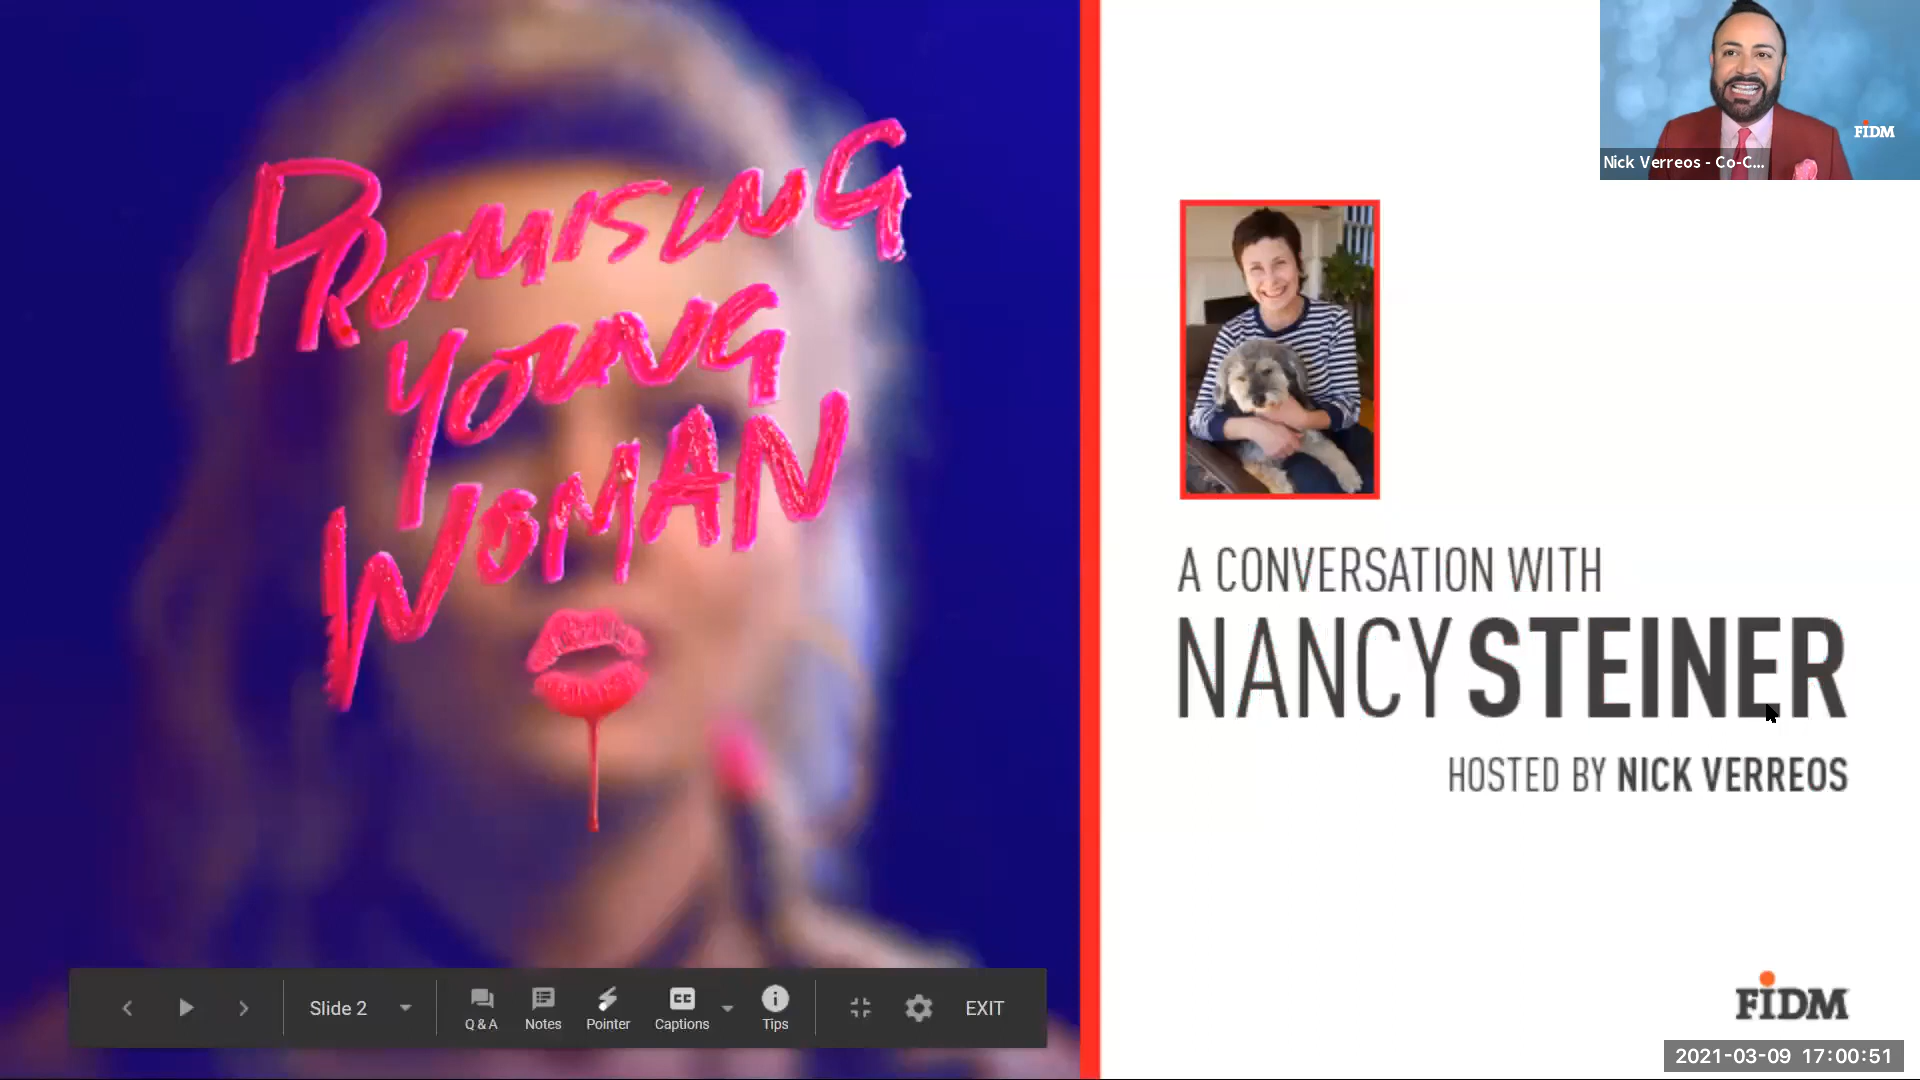 PROMISING
YOUNG
WOMAN
FIDM
Nick Verreos - Co-C...
A CONVERSATION WITH
NANCY STEINER
HOSTED BY NICK VERREOS
FIDM
Slide 2
Q & A
Notes
Pointer
CC
Captions
Tips
EXIT
2021-03-09 17:00:51